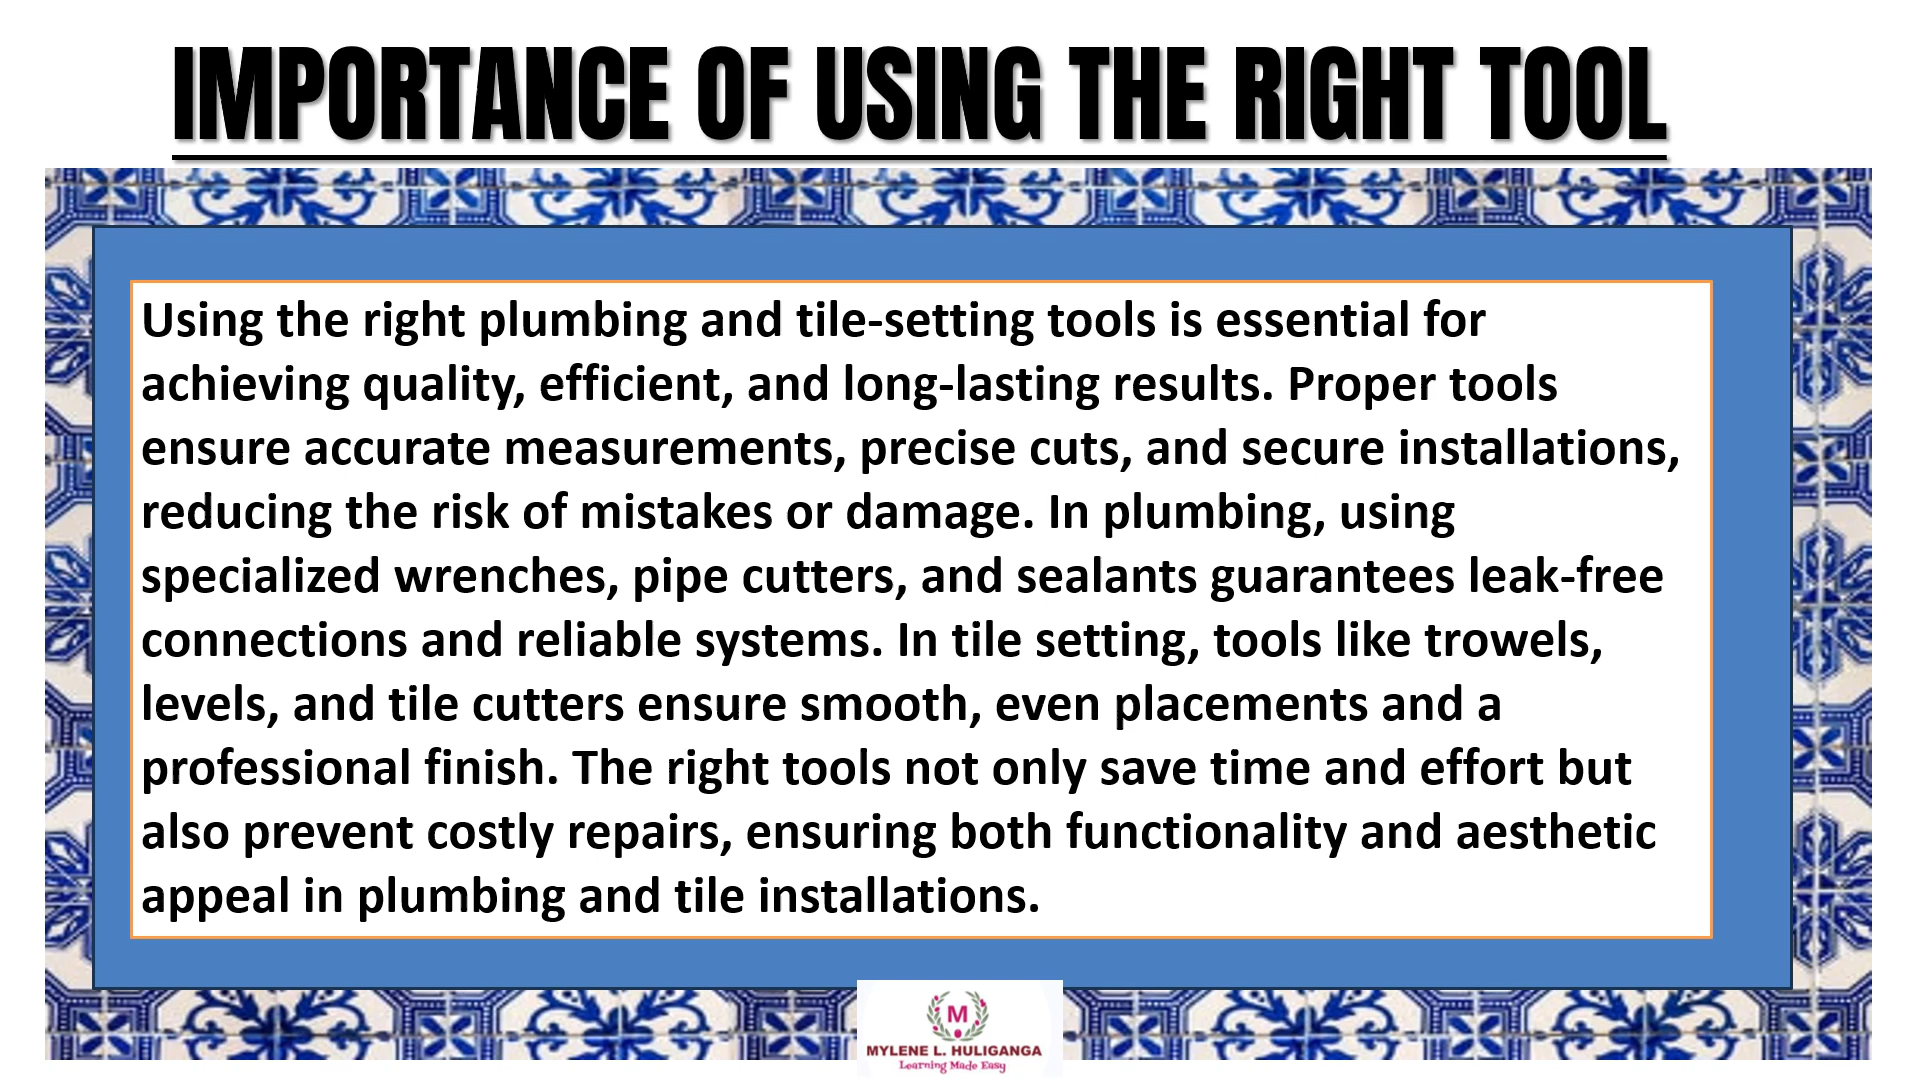 IMPORTANCE OF USING THE RIGHT TOOL
Using the right plumbing and tile-setting tools is essential for
achieving quality, efficient, and long-lasting results. Proper tools
ensure accurate measurements, precise cuts, and secure installations,
reducing the risk of mistakes or damage. In plumbing, using
specialized wrenches, pipe cutters, and sealants guarantees leak-free
connections and reliable systems. In tile setting, tools like trowels,
levels, and tile cutters ensure smooth, even placements and a
professional finish. The right tools not only save time and effort but
also prevent costly repairs, ensuring both functionality and aesthetic
appeal in plumbing and tile installations.
M
MYLENE L. HULIGANGA
Learning Made Easy